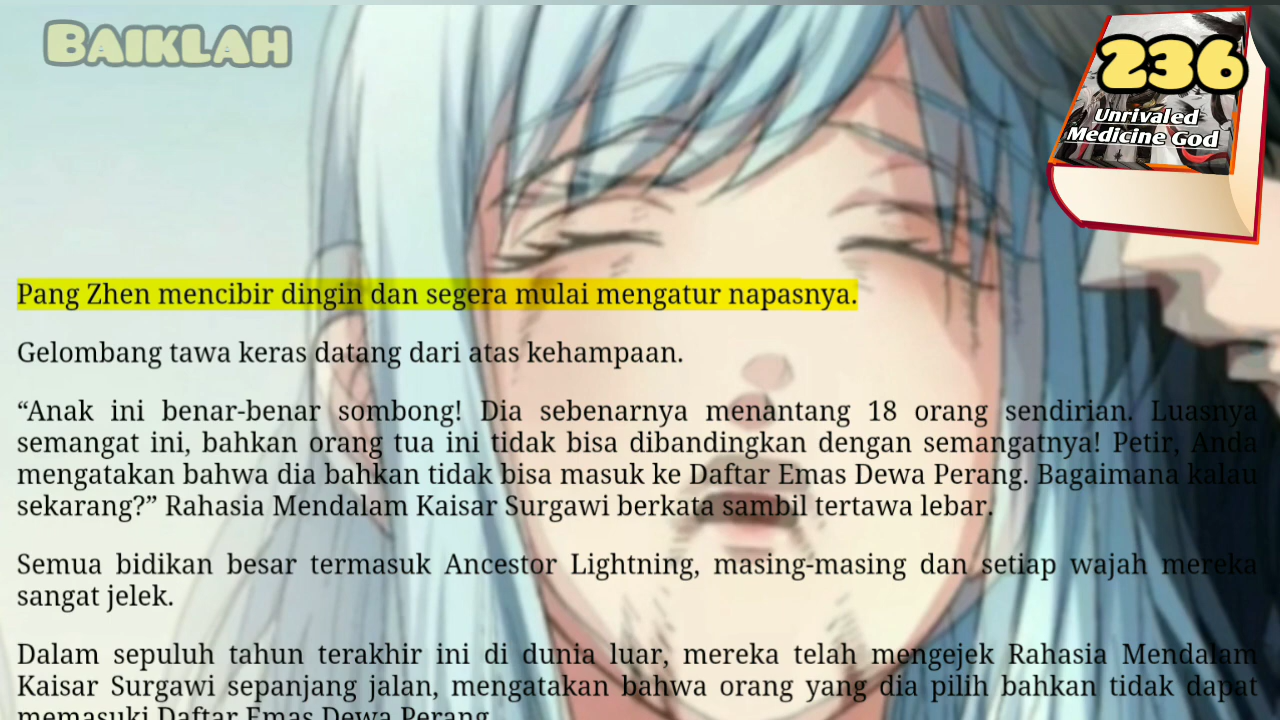 BAIKLAH
236
Unrivaled
Medicine God
Pang Zhen mencibir dingin dan segera mulai mengatur napasnya.
Gelombang tawa keras datang dari atas kehampaan.
“Anak ini benar-benar sombong! Dia sebenarnya menantang 18 orang sendirian. Luasnya
semangat ini, bahkan orang tua ini tidak bisa dibandingkan dengan semangatnya! Petir, Anda
mengatakan bahwa dia bahkan tidak bisa masuk ke Daftar Emas Dewa Perang. Bagaimana kalau
sekarang?” Rahasia Mendalam Kaisar Surgawi berkata sambil tertawa lebar.
Semua bidikan besar termasuk Ancestor Lightning, masing-masing dan setiap wajah mereka
sangat jelek.
Dalam sepuluh tahun terakhir ini di dunia luar, mereka telah mengejek Rahasia Mendalam
Kaisar Surgawi sepanjang jalan, mengatakan bahwa orang yang dia pilih bahkan tidak dapat
memasuki Daftar Emas Dewa Perang.